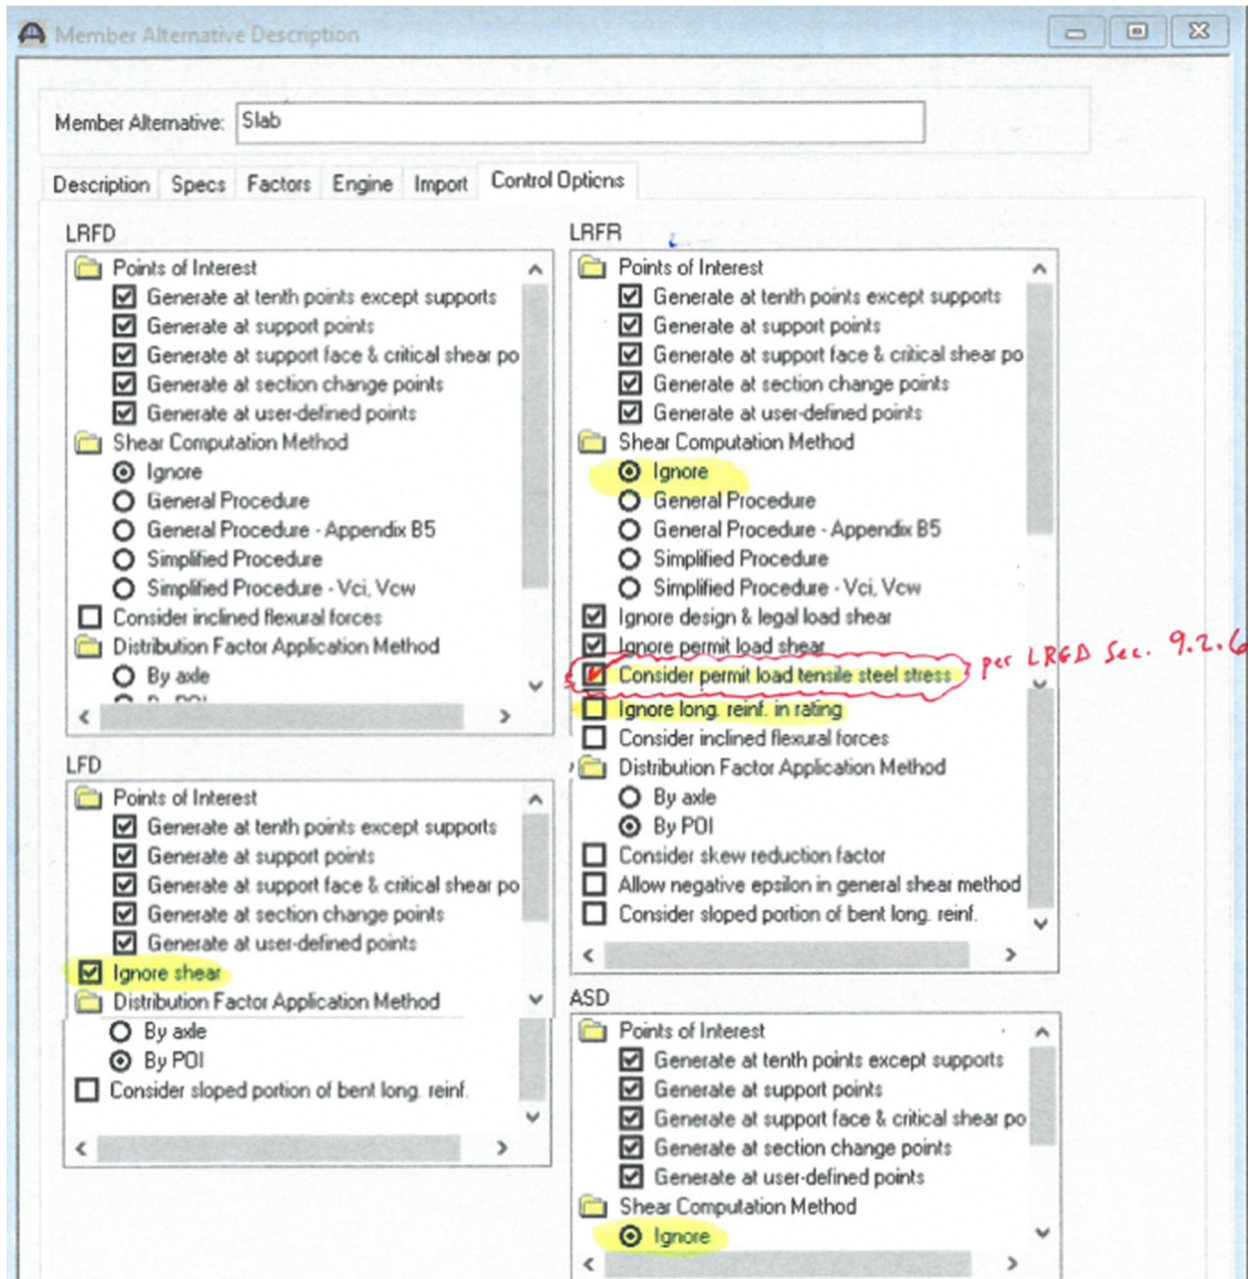 Member Alternative Description
Member Alternative: Slab
Description Specs Factors Engine Import Control Options
LRFD
Points of Interest
Generate at tenth points except supports
Generate at support points
Generate at support face & critical shear po
Generate at section change points
Generate at user-defined points
Shear Computation Method
Ignore
General Procedure
General Procedure - Appendix B5
Simplified Procedure
Simplified Procedure - Vci, Vcw
Consider inclined flexural forces
Distribution Factor Application Method
By axle
LFD
Points of Interest
Generate at tenth points except supports
Generate at support points
Generate at support face & critical shear po
Generate at section change points
Generate at user-defined points
Ignore shear
Distribution Factor Application Method
By axle
By POI
Consider sloped portion of bent long. reinf.
LRFR
Points of Interest
Generate at tenth points except supports
Generate at support points
Generate at support face & critical shear po
Generate at section change points
Generate at user-defined points
Shear Computation Method
Ignore
General Procedure
General Procedure - Appendix B5
Simplified Procedure
Simplified Procedure - Vci, Vcw
Ignore design & legal load shear
Ignore permit load shear
Consider permit load tensile steel stress per LRFD Sec. 9.2.6
Ignore long. reinf. in rating
Consider inclined flexural forces
Distribution Factor Application Method
By axle
By POI
Consider skew reduction factor
Allow negative epsilon in general shear method
Consider sloped portion of bent long. reinf.
ASD
Points of Interest
Generate at tenth points except supports
Generate at support points
Generate at support face & critical shear po
Generate at section change points
Generate at user-defined points
Shear Computation Method
Ignore